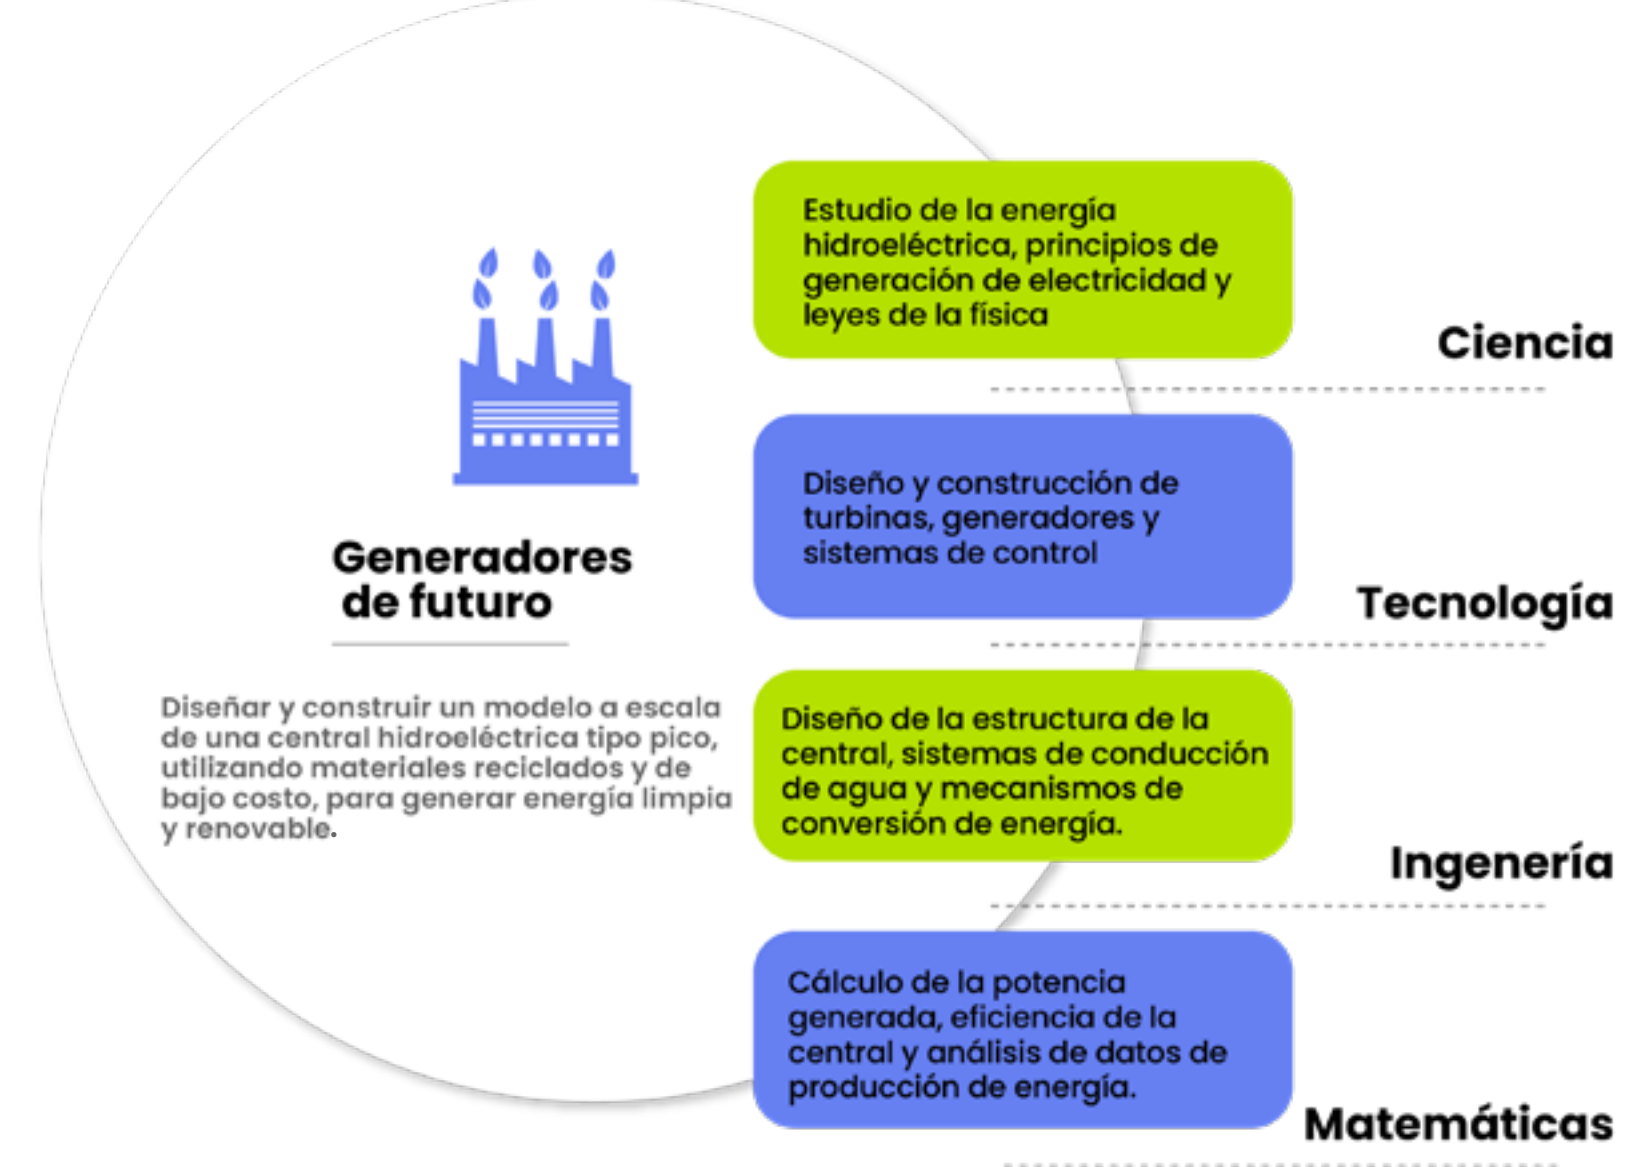 Generadores
de futuro
Diseñar y construir un modelo a escala
de una central hidroeléctrica tipo pico,
utilizando materiales reciclados y de
bajo costo, para generar energía limpia
y renovable.
Estudio de la energía
hidroeléctrica, principios de
generación de electricidad y
leyes de la física
Ciencia
Diseño y construcción de
turbinas, generadores y
sistemas de control
Tecnología
Diseño de la estructura de la
central, sistemas de conducción
de agua y mecanismos de
conversión de energía.
Ingenería
Cálculo de la potencia
generada, eficiencia de la
central y análisis de datos de
producción de energía.
Matemáticas